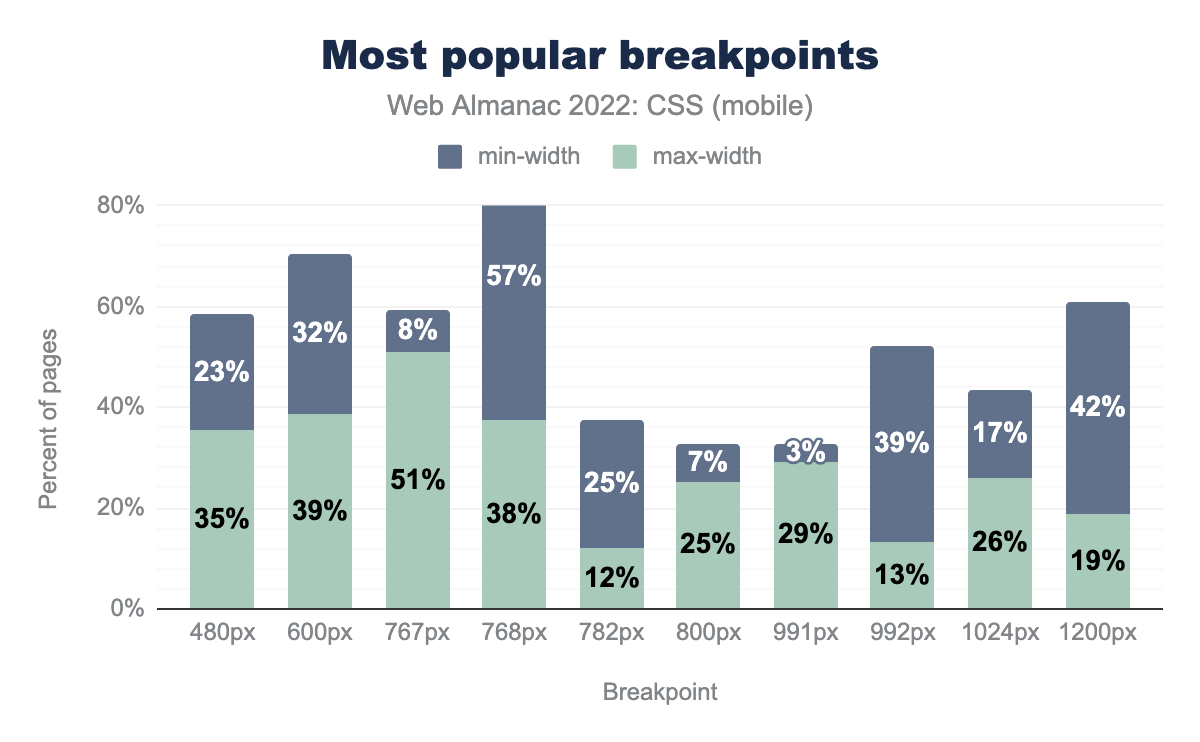 Most popular breakpoints
Web Almanac 2022: CSS (mobile)
min-width max-width
Percent of pages
80%
60%
40%
20%
0%
23% 32% 8% 57% 25% 7% 3% 39% 17% 42%
35% 39% 51% 38% 12% 25% 29% 13% 26% 19%
480px 600px 767px 768px 782px 800px 991px 992px 1024px 1200px
Breakpoint